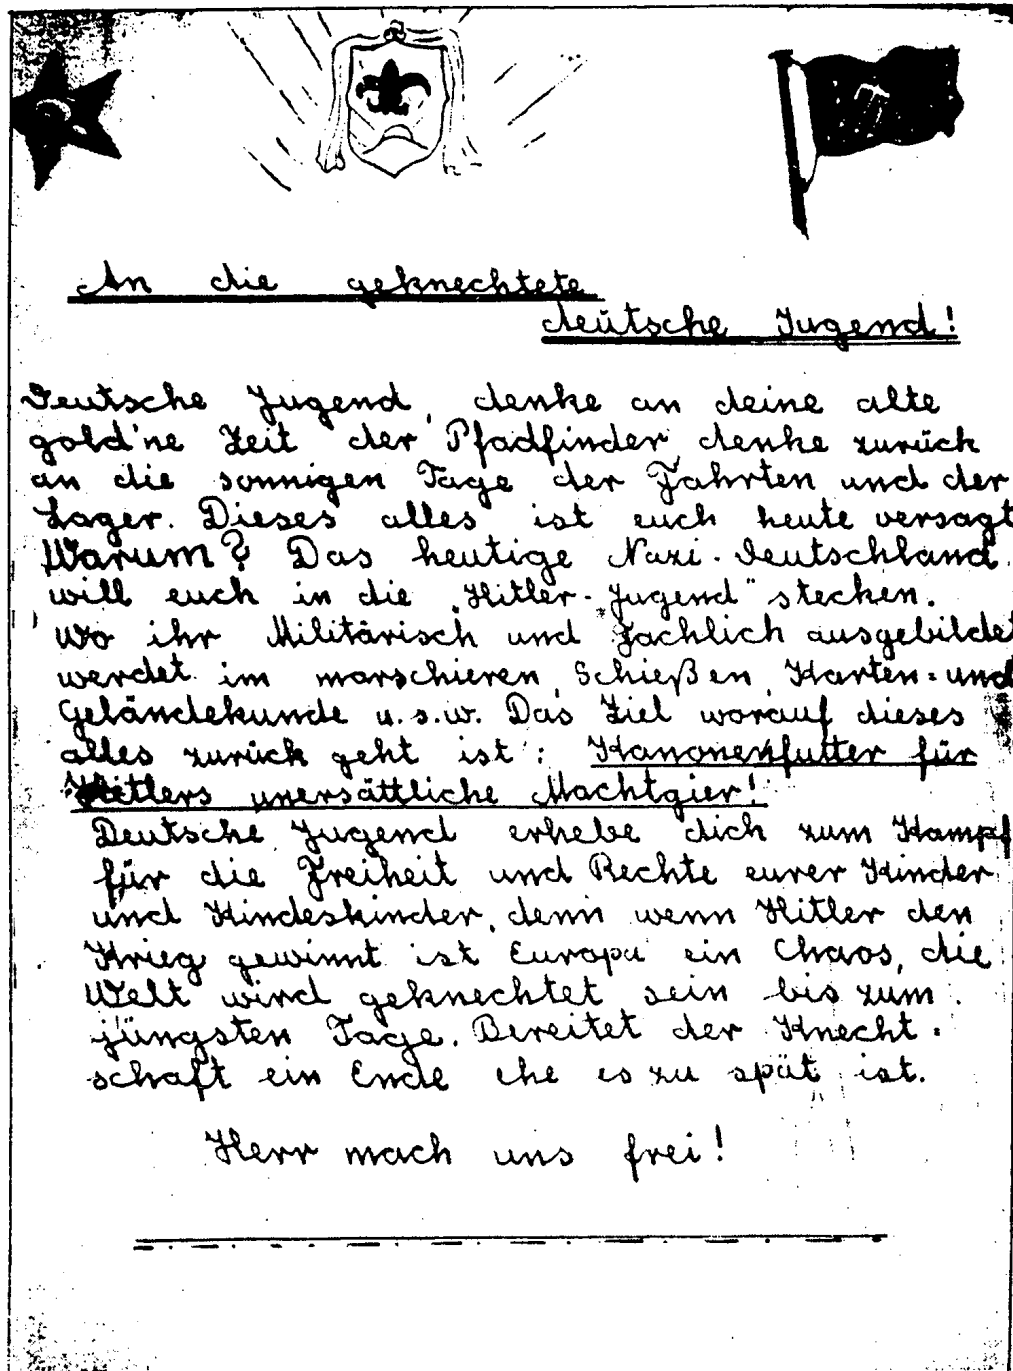 An die geknechtete
deutsche Jugend!
Deutsche Jugend, denke an deine alte
gold'ne Zeit der Pfadfinder, denke zurück
an die sonnigen Tage der Fahrten und der
Lager. Dieses alles ist euch heute versagt
Warum? Das heutige Nazi-Deutschland
will euch in die „Hitler-Jugend" stecken.
Wo ihr Militärisch und Fachlich ausgebildet
werdet im marschieren, Schießen, Karten- und
Geländekunde u.s.w. Das Ziel worauf dieses
alles zurück geht ist: Kanonenfutter für
Hitlers unersättliche Machtgier!
Deutsche Jugend erhebe dich zum Kampf
für die Freiheit und Rechte eurer Kinder
und Kindeskinder, denn wenn Hitler den
Krieg gewinnt ist Europa ein Chaos, die
Welt wird geknechtet sein bis zum
jüngsten Tage. Bereitet der Knecht-
schaft ein Ende ehe es zu spät ist.
Herr mach uns frei!